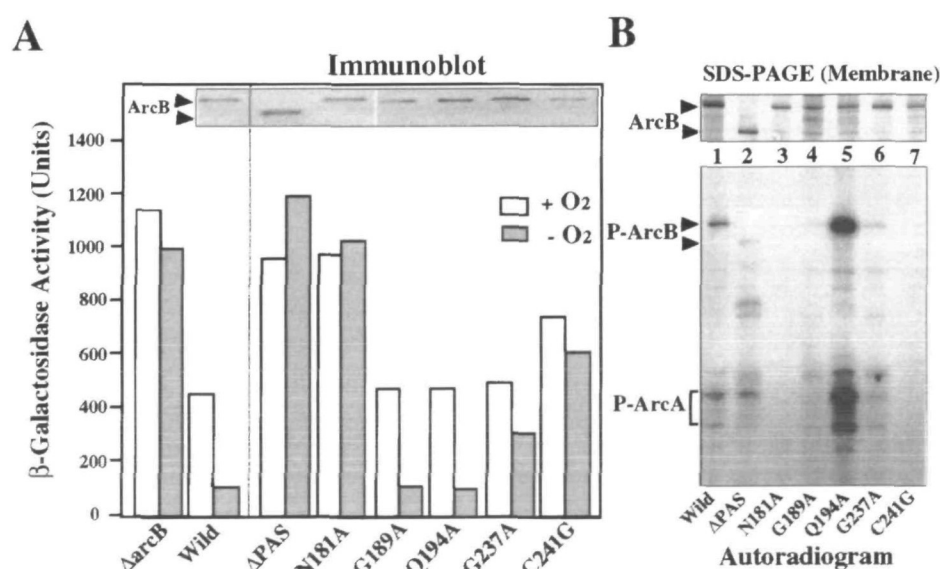 A
Immunoblot
ArcB
β-Galactosidase Activity (Units)
1400
1200
1000
800
600
400
200
0
+ O2
- O2
ΔarcB
Wild
ΔPAS
N181A
G189A
Q194A
G237A
C241G
B
SDS-PAGE (Membrane)
ArcB
1 2 3 4 5 6 7
P-ArcB
P-ArcA
Wild
ΔPAS
N181A
G189A
Q194A
G237A
C241G
Autoradiogram